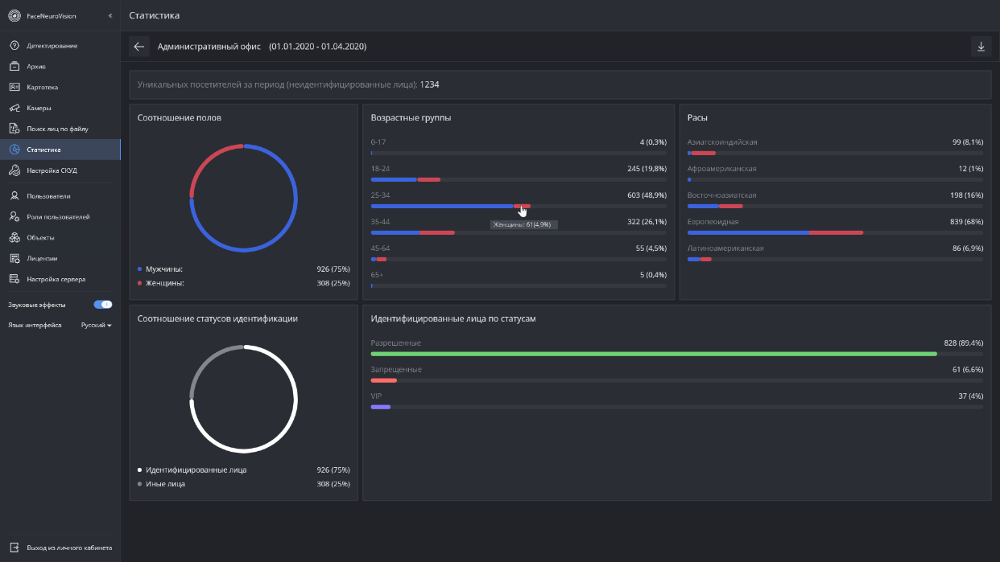 FaceNeuroVision
«
Статистика
Детектирование
Архив
Картотека
Камеры
Поиск лиц по файлу
Статистика
Настройка СКУД
Пользователи
Роли пользователей
Объекты
Лицензии
Настройка сервера
Звуковые эффекты
Язык интерфейса Русский
Выход из личного кабинета
Административный офис (01.01.2020 - 01.04.2020)
Уникальных посетителей за период (неидентифицированные лица): 1234
Соотношение полов
Мужчины: 926 (75%)
Женщины: 308 (25%)
Возрастные группы
0-17 4 (0,3%)
18-24 245 (19,8%)
25-34 603 (48,9%)
Женщины: 61(4,9%)
35-44 322 (26,1%)
45-64 55 (4,5%)
65+ 5 (0,4%)
Расы
Азиатскоиндийская 99 (8,1%)
Афроамериканская 12 (1%)
Восточноазиатская 198 (16%)
Европеоидная 839 (68%)
Латиноамериканская 86 (6,9%)
Соотношение статусов идентификации
Идентифицированные лица 926 (75%)
Иные лица 308 (25%)
Идентифицированные лица по статусам
Разрешенные 828 (89,4%)
Запрещенные 61 (6,6%)
VIP 37 (4%)